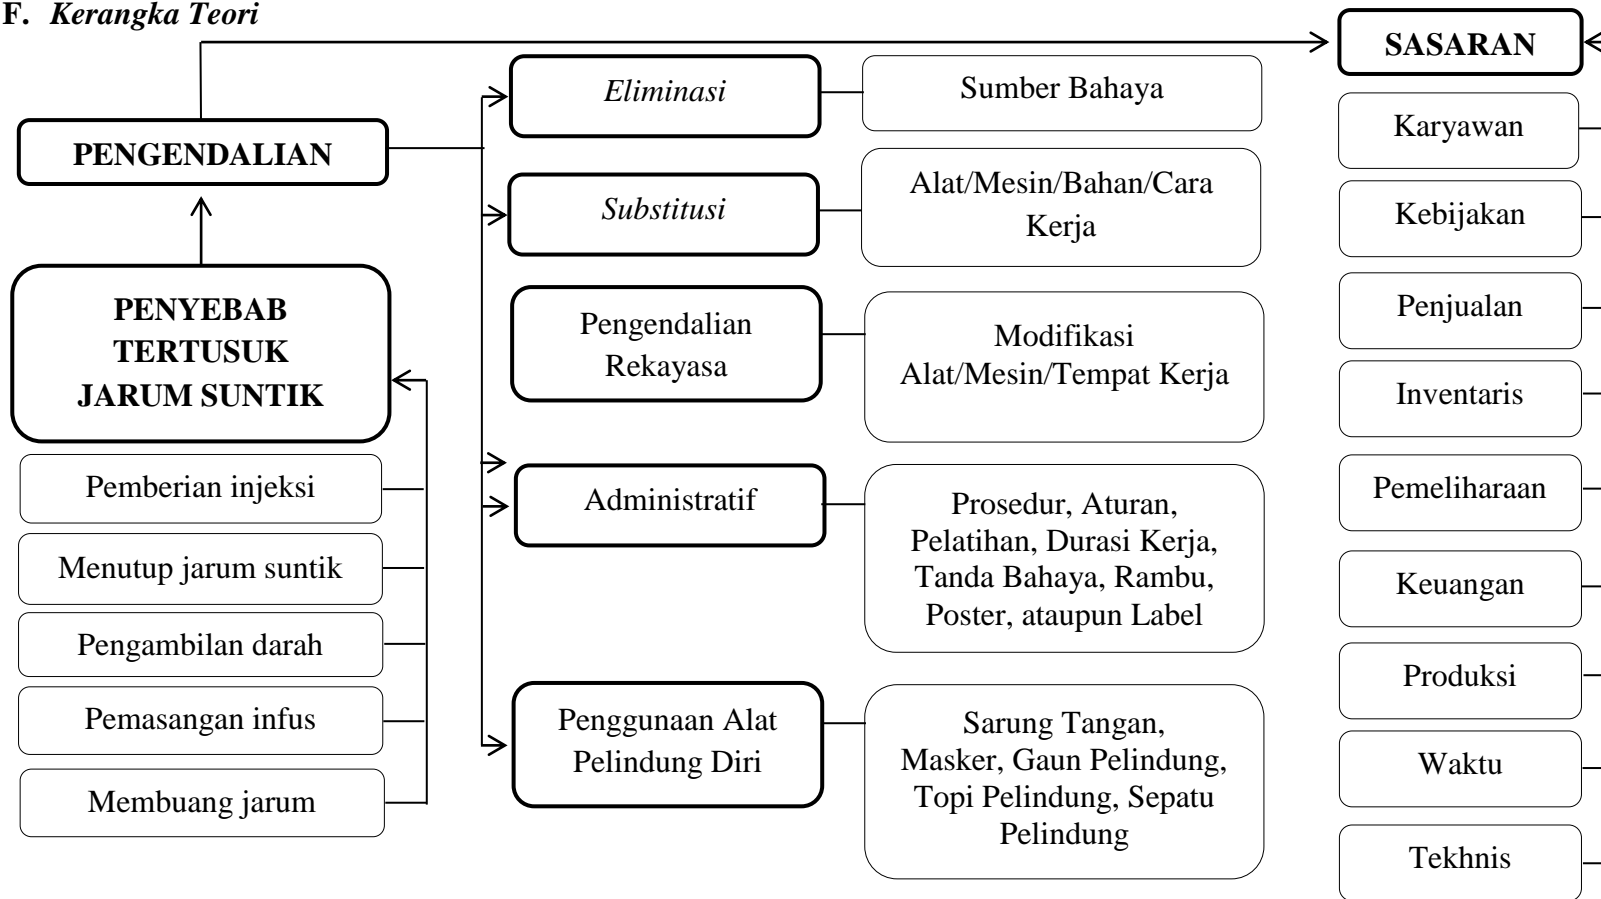 F. Kerangka Teori
PENGENDALIAN
PENYEBAB
TERTUSUK
JARUM SUNTIK
Pemberian injeksi
Menutup jarum suntik
Pengambilan darah
Pemasangan infus
Membuang jarum
Eliminasi
Sumber Bahaya
Substitusi
Alat/Mesin/Bahan/Cara
Kerja
Pengendalian
Rekayasa
Modifikasi
Alat/Mesin/Tempat Kerja
Administratif
Prosedur, Aturan,
Pelatihan, Durasi Kerja,
Tanda Bahaya, Rambu,
Poster, ataupun Label
Penggunaan Alat
Pelindung Diri
Sarung Tangan,
Masker, Gaun Pelindung,
Topi Pelindung, Sepatu
Pelindung
SASARAN
Karyawan
Kebijakan
Penjualan
Inventaris
Pemeliharaan
Keuangan
Produksi
Waktu
Tekhnis